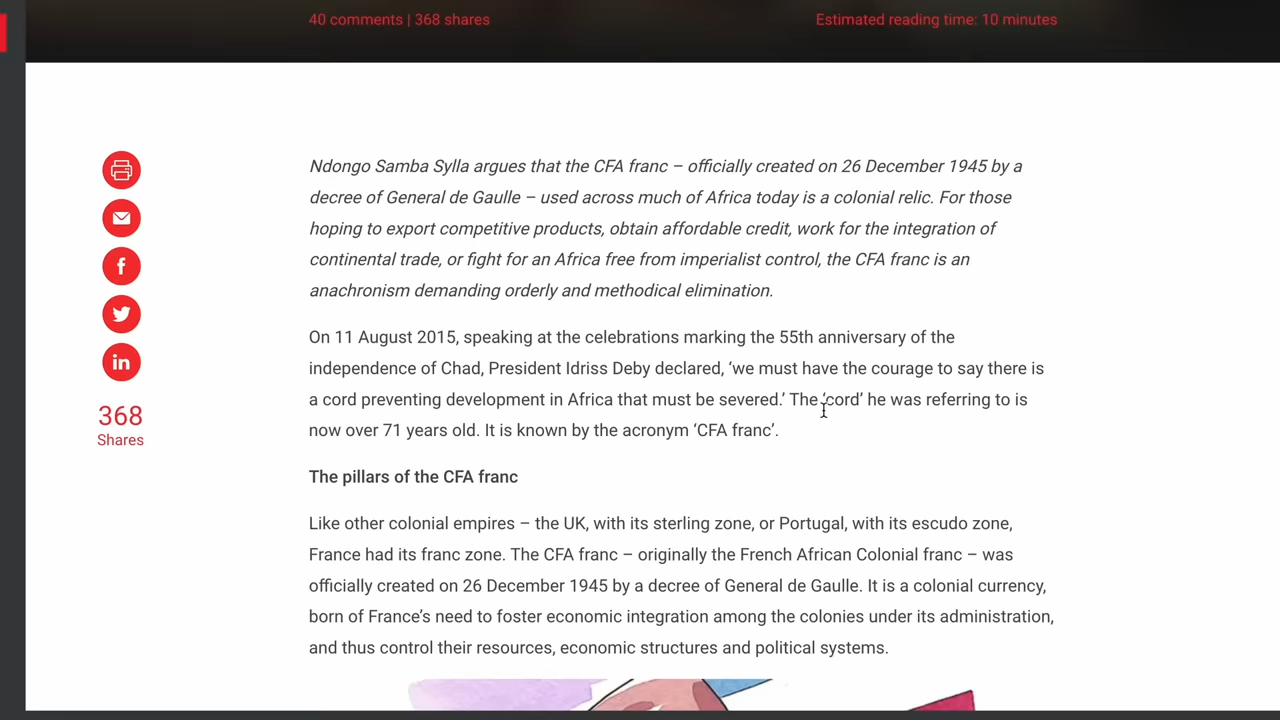 40 comments | 368 shares
Estimated reading time: 10 minutes
Ndongo Samba Sylla argues that the CFA franc – officially created on 26 December 1945 by a
decree of General de Gaulle – used across much of Africa today is a colonial relic. For those
hoping to export competitive products, obtain affordable credit, work for the integration of
continental trade, or fight for an Africa free from imperialist control, the CFA franc is an
anachronism demanding orderly and methodical elimination.
On 11 August 2015, speaking at the celebrations marking the 55th anniversary of the
independence of Chad, President Idriss Deby declared, ‘we must have the courage to say there is
a cord preventing development in Africa that must be severed.’ The ‘cord’ he was referring to is
now over 71 years old. It is known by the acronym ‘CFA franc’.
368
Shares
The pillars of the CFA franc
Like other colonial empires – the UK, with its sterling zone, or Portugal, with its escudo zone,
France had its franc zone. The CFA franc – originally the French African Colonial franc – was
officially created on 26 December 1945 by a decree of General de Gaulle. It is a colonial currency,
born of France’s need to foster economic integration among the colonies under its administration,
and thus control their resources, economic structures and political systems.